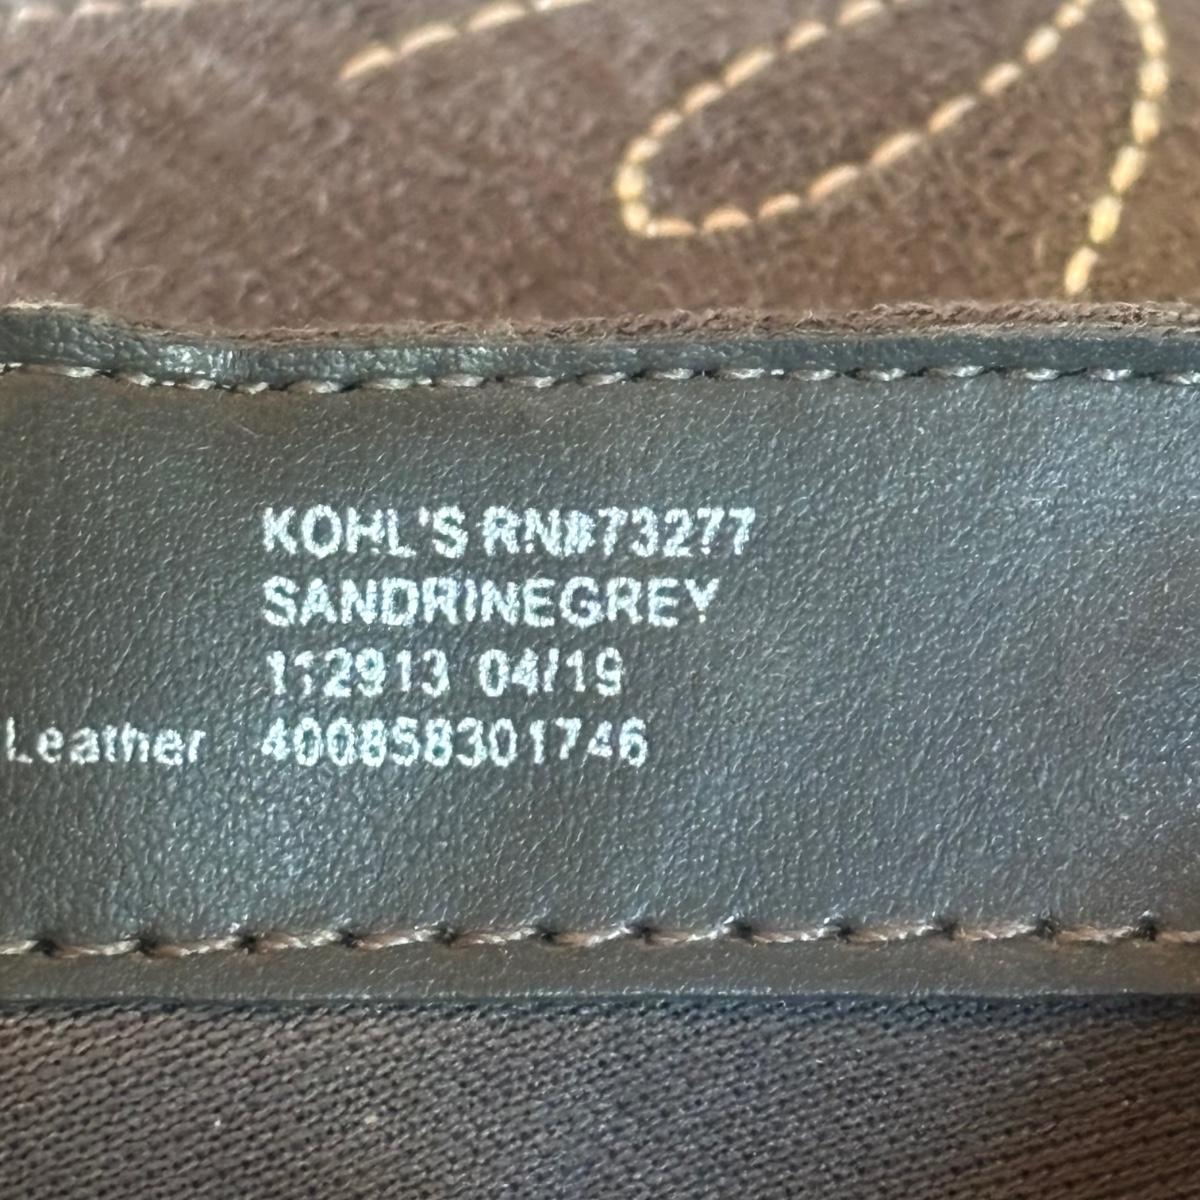 KOHL'S RN#73277
SANDRINEGREY
112913 04/19
Leather 400858301746